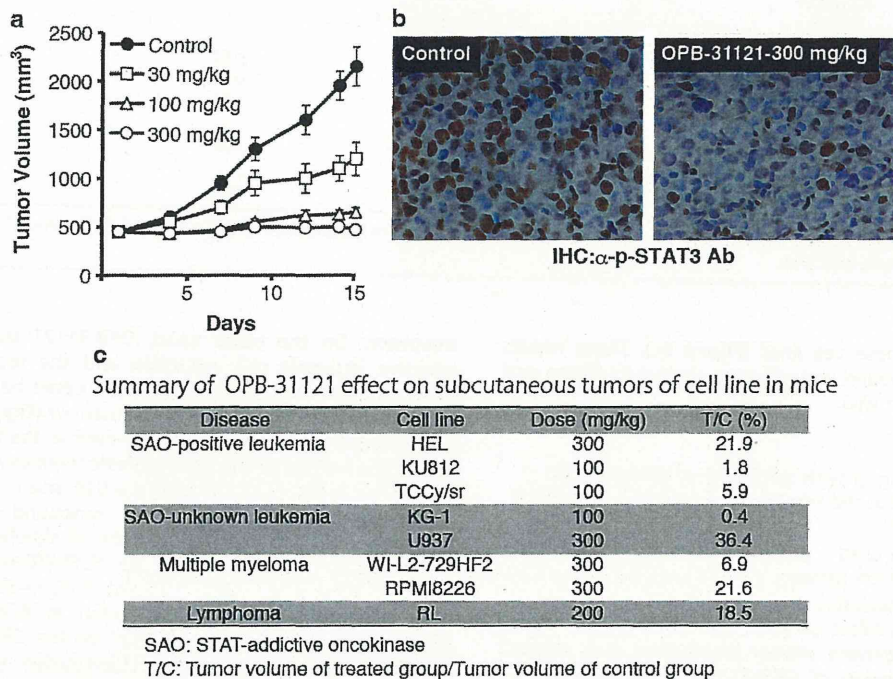 a
2500
2000
1500
1000
500
0
Tumor Volume (mm³)
Control
30 mg/kg
100 mg/kg
300 mg/kg
5
10
15
Days
b
Control
OPB-31121-300 mg/kg
IHC:α-p-STAT3 Ab
c
Summary of OPB-31121 effect on subcutaneous tumors of cell line in mice
Disease Cell line Dose (mg/kg) T/C (%)
SAO-positive leukemia HEL 300 21.9
KU812 100 1.8
TCCy/sr 100 5.9
SAO-unknown leukemia KG-1 100 0.4
U937 300 36.4
Multiple myeloma WI-L2-729HF2 300 6.9
RPMI8226 300 21.6
Lymphoma RL 200 18.5
SAO: STAT-addictive oncokinase
T/C: Tumor volume of treated group/Tumor volume of control group